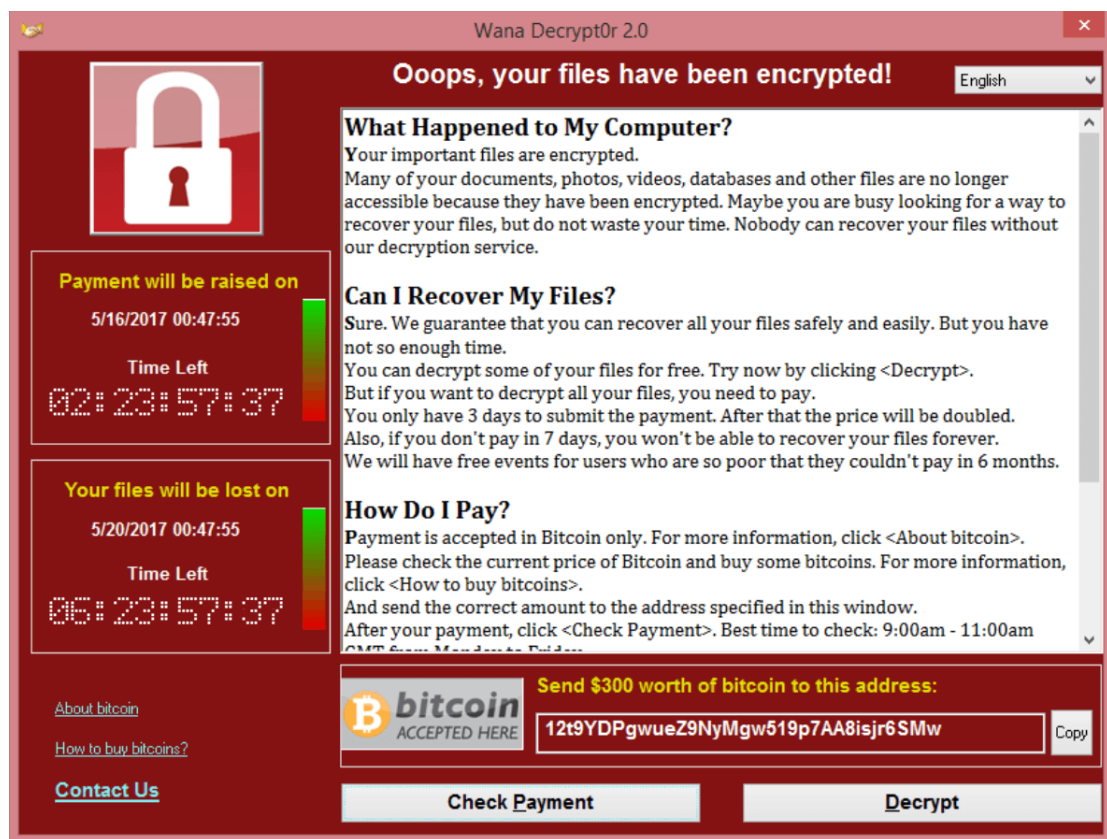 Wana Decrypt0r 2.0
Ooops, your files have been encrypted!
English
Payment will be raised on
5/16/2017 00:47:55
Time Left
02:23:57:37
Your files will be lost on
5/20/2017 00:47:55
Time Left
06:23:57:37
About bitcoin
How to buy bitcoins?
Contact Us
What Happened to My Computer?
Your important files are encrypted.
Many of your documents, photos, videos, databases and other files are no longer
accessible because they have been encrypted. Maybe you are busy looking for a way to
recover your files, but do not waste your time. Nobody can recover your files without
our decryption service.
Can I Recover My Files?
Sure. We guarantee that you can recover all your files safely and easily. But you have
not so enough time.
You can decrypt some of your files for free. Try now by clicking <Decrypt>.
But if you want to decrypt all your files, you need to pay.
You only have 3 days to submit the payment. After that the price will be doubled.
Also, if you don't pay in 7 days, you won't be able to recover your files forever.
We will have free events for users who are so poor that they couldn't pay in 6 months.
How Do I Pay?
Payment is accepted in Bitcoin only. For more information, click <About bitcoin>.
Please check the current price of Bitcoin and buy some bitcoins. For more information,
click <How to buy bitcoins>.
And send the correct amount to the address specified in this window.
After your payment, click <Check Payment>. Best time to check: 9:00am - 11:00am
GMT from Monday to Friday.
bitcoin
ACCEPTED HERE
Send $300 worth of bitcoin to this address:
12t9YDPgwueZ9NyMgw519p7AA8isjr6SMw
Copy
Check Payment
Decrypt